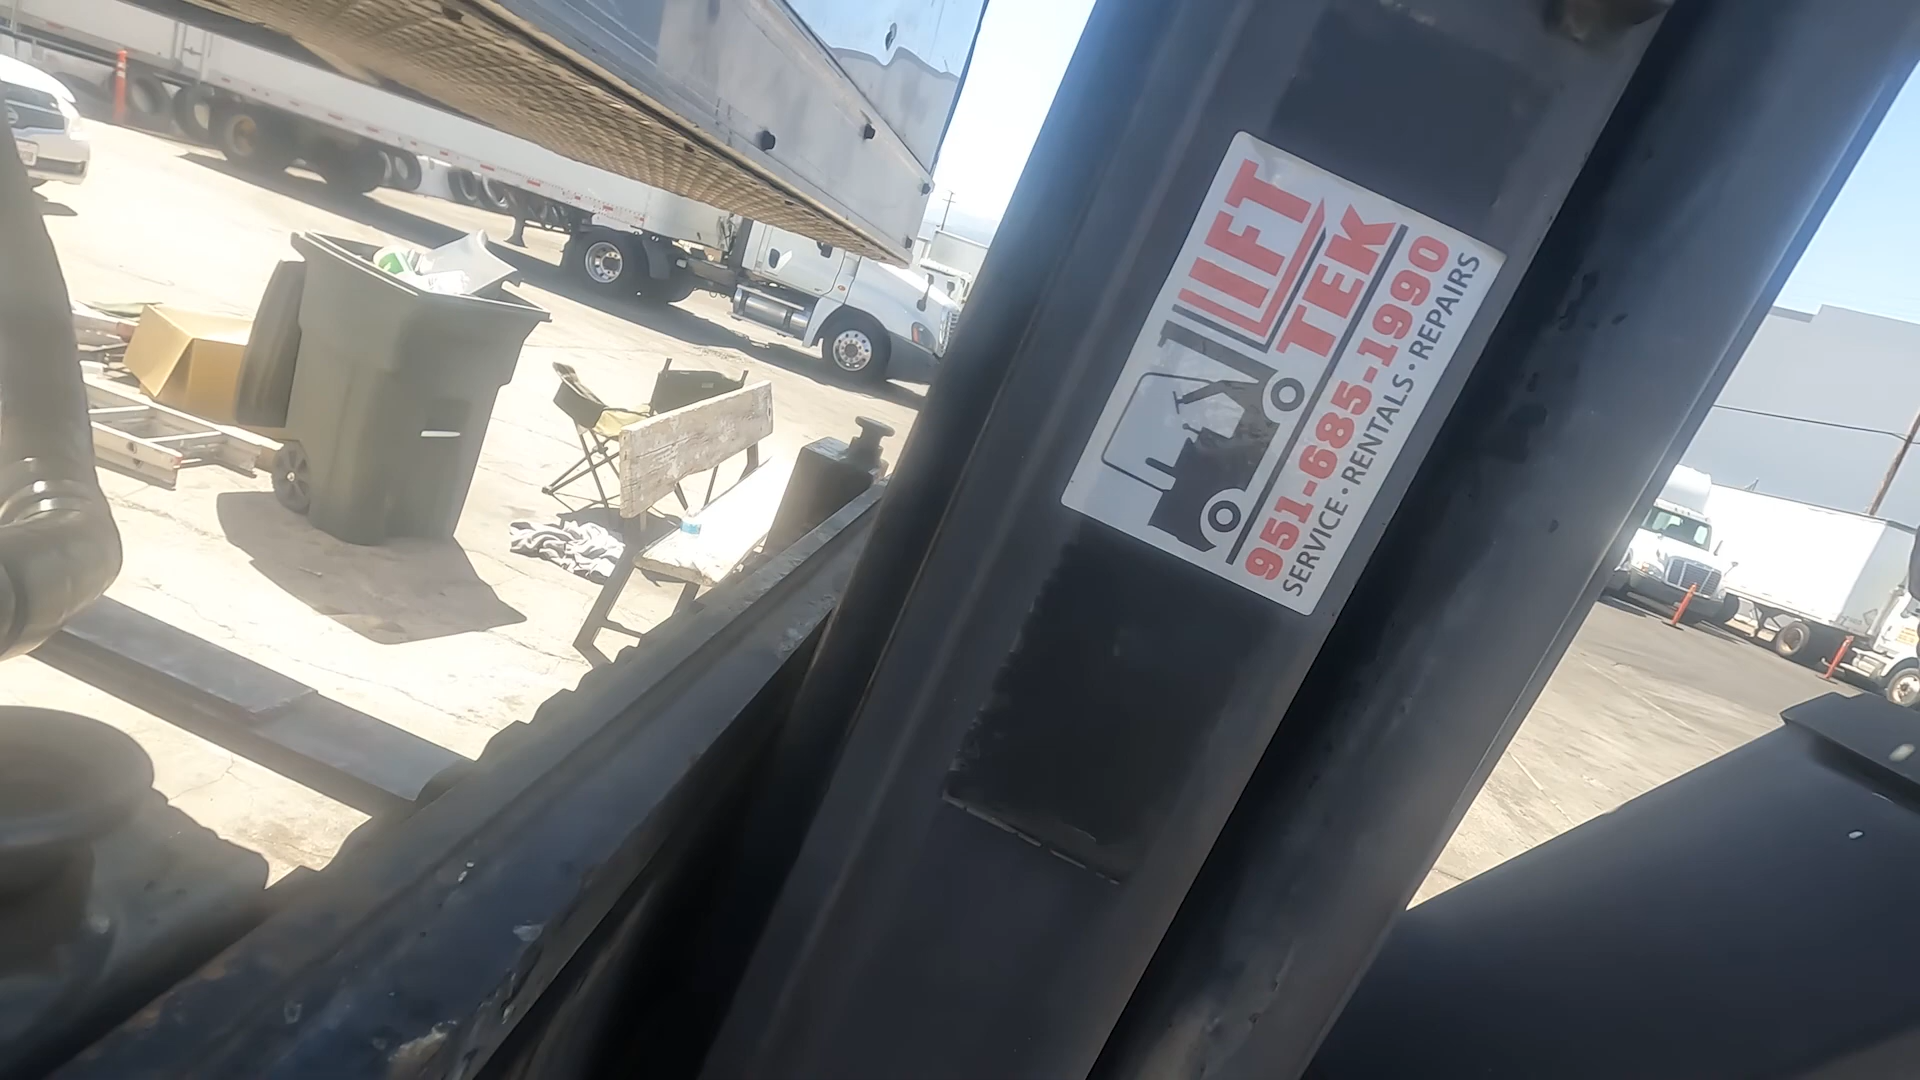 LIFT
TEK
951-685-1990
SERVICE • RENTALS • REPAIRS